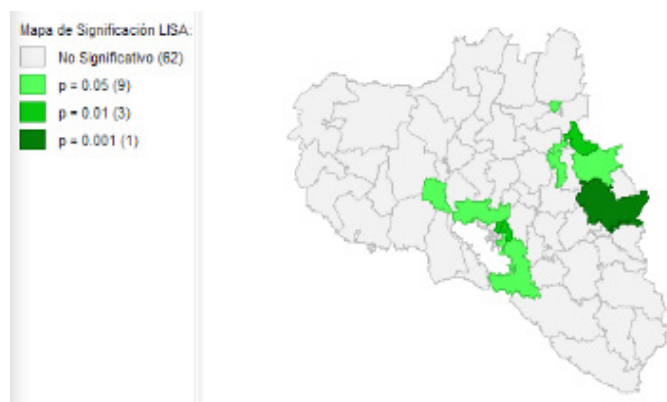 Mapa de Significación LISA:
No Significativo (62)
p = 0.05 (9)
p = 0.01 (3)
p = 0.001 (1)